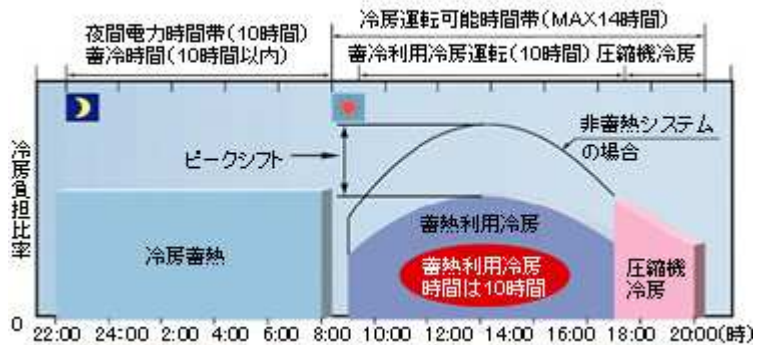 冷房運転可能時間帯(MAX14時間)
夜間電力時間帯(10時間)
蓄冷時間(10時間以内)
蓄冷利用冷房運転(10時間)
圧縮機冷房
非蓄熱システム
の場合
ピークシフト
冷房負担比率
冷房蓄熱
蓄熱利用冷房
蓄熱利用冷房
時間は10時間
圧縮機
冷房
0
22:00 24:00 2:00 4:00 6:00 8:00 10:00 12:00 14:00 16:00 18:00 20:00(時)